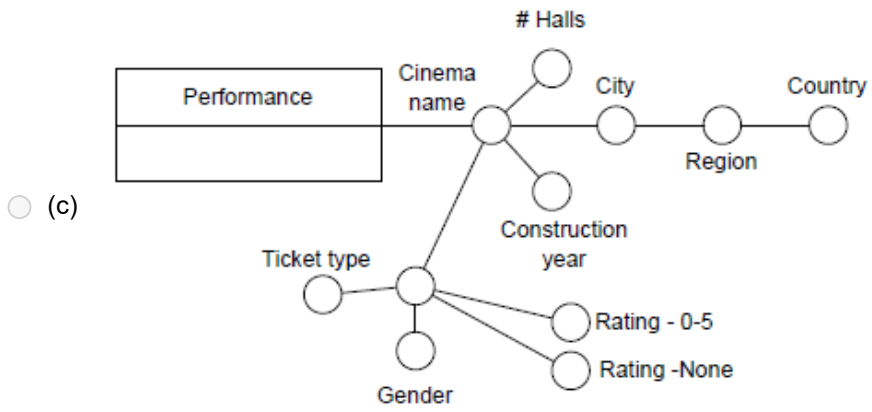 # Halls
Cinema
name
City
Country
Performance
Region
(c)
Construction
year
Ticket type
Rating - 0-5
Rating -None
Gender